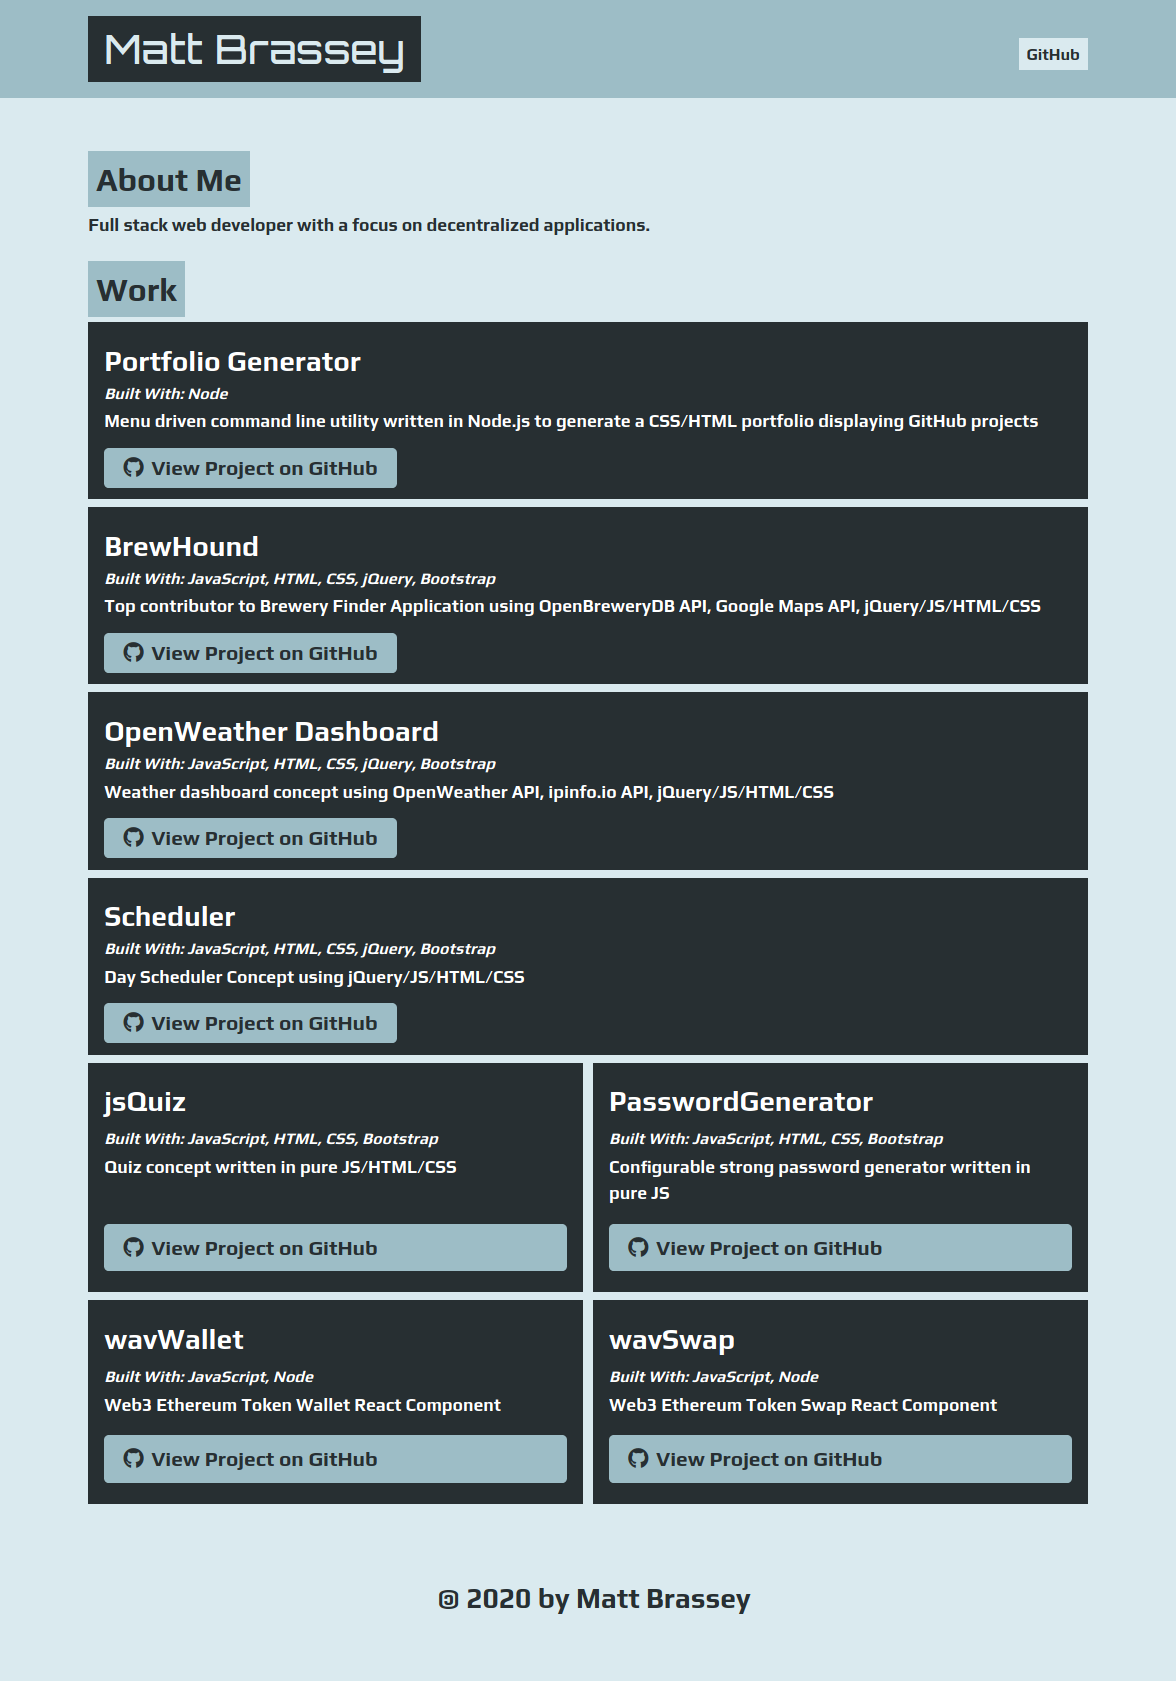 Matt Brassey
GitHub
About Me
Full stack web developer with a focus on decentralized applications.
Work
Portfolio Generator
Built With: Node
Menu driven command line utility written in Node.js to generate a CSS/HTML portfolio displaying GitHub projects
View Project on GitHub
BrewHound
Built With: JavaScript, HTML, CSS, jQuery, Bootstrap
Top contributor to Brewery Finder Application using OpenBreweryDB API, Google Maps API, jQuery/JS/HTML/CSS
View Project on GitHub
OpenWeather Dashboard
Built With: JavaScript, HTML, CSS, jQuery, Bootstrap
Weather dashboard concept using OpenWeather API, ipinfo.io API, jQuery/JS/HTML/CSS
View Project on GitHub
Scheduler
Built With: JavaScript, HTML, CSS, jQuery, Bootstrap
Day Scheduler Concept using jQuery/JS/HTML/CSS
View Project on GitHub
jsQuiz
Built With: JavaScript, HTML, CSS, Bootstrap
Quiz concept written in pure JS/HTML/CSS
View Project on GitHub
PasswordGenerator
Built With: JavaScript, HTML, CSS, Bootstrap
Configurable strong password generator written in
pure JS
View Project on GitHub
wavWallet
Built With: JavaScript, Node
Web3 Ethereum Token Wallet React Component
View Project on GitHub
wavSwap
Built With: JavaScript, Node
Web3 Ethereum Token Swap React Component
View Project on GitHub
© 2020 by Matt Brassey